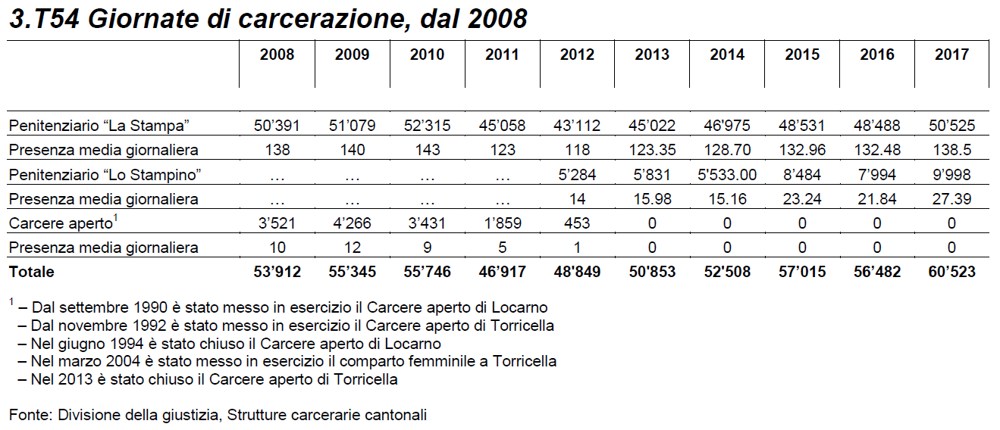 3.T54 Giornate di carcerazione, dal 2008
2008 2009 2010 2011 2012 2013 2014 2015 2016 2017
Penitenziario “La Stampa” 50’391 51’079 52’315 45’058 43’112 45’022 46'975 48’531 48’488 50’525
Presenza media giornaliera 138 140 143 123 118 123.35 128.70 132.96 132.48 138.5
Penitenziario “Lo Stampino” … … … … 5’284 5’831 5'533.00 8’484 7’994 9’998
Presenza media giornaliera … … … … 14 15.98 15.16 23.24 21.84 27.39
Carcere aperto¹ 3’521 4’266 3’431 1’859 453 0 0 0 0 0
Presenza media giornaliera 10 12 9 5 1 0 0 0 0 0
Totale 53’912 55’345 55’746 46’917 48'849 50'853 52'508 57’015 56’482 60’523
¹ – Dal settembre 1990 è stato messo in esercizio il Carcere aperto di Locarno
– Dal novembre 1992 è stato messo in esercizio il Carcere aperto di Torricella
– Nel giugno 1994 è stato chiuso il Carcere aperto di Locarno
– Nel marzo 2004 è stato messo in esercizio il comparto femminile a Torricella
– Nel 2013 è stato chiuso il Carcere aperto di Torricella
Fonte: Divisione della giustizia, Strutture carcerarie cantonali